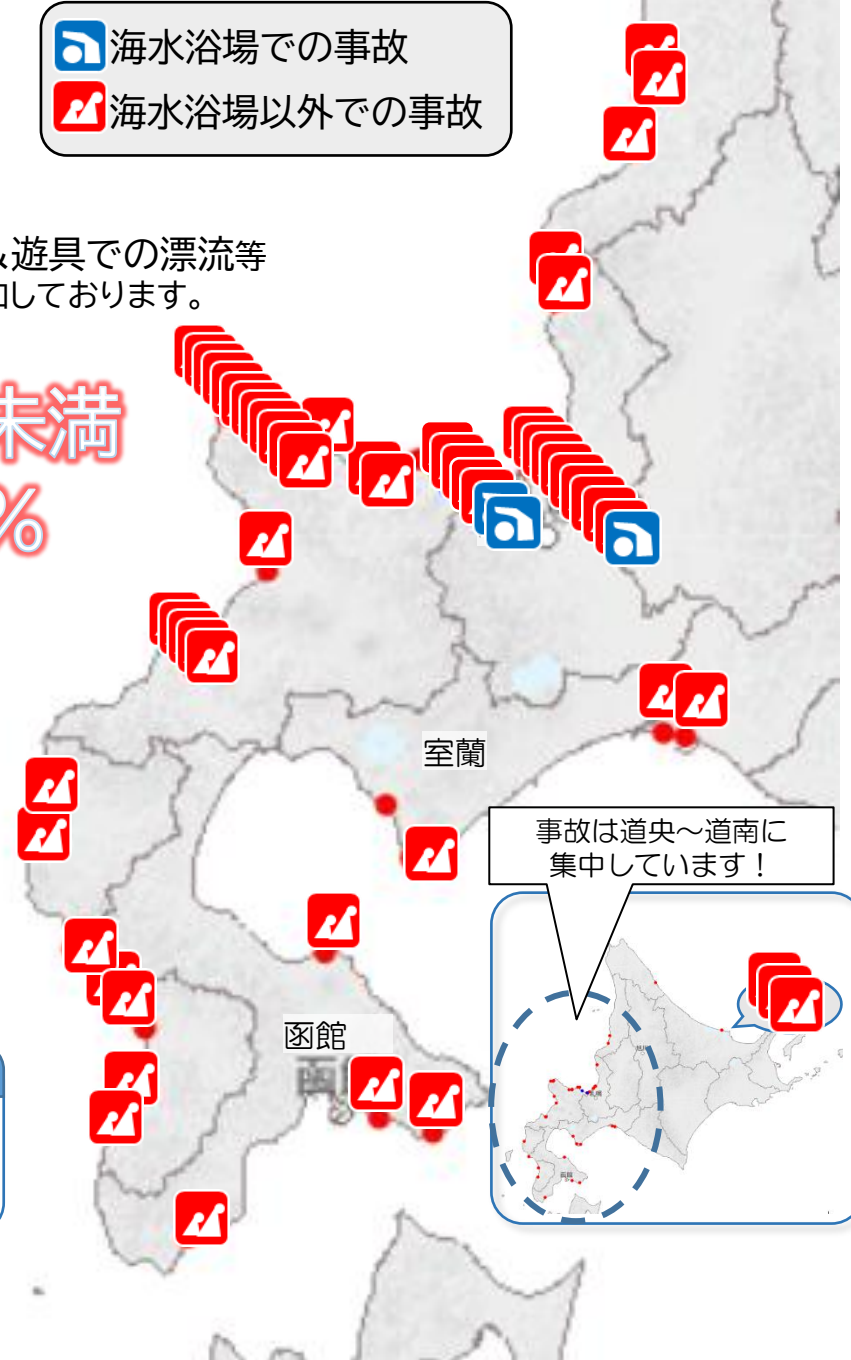 海水浴場での事故
海水浴場以外での事故
遊具での漂流等
しております。
未満
%
室蘭
事故は道央～道南に
集中しています！
函館
函館